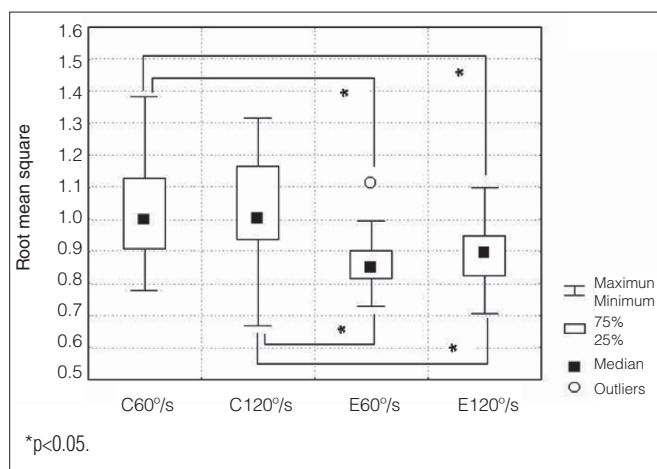 Root mean square
1.6
1.5
1.4
1.3
1.2
1.1
1.0
0.9
0.8
0.7
0.6
0.5
*
*
*
*
C60º/s C120º/s E60º/s E120º/s
Maximun
Minimum
75%
25%
Median
Outliers
*p<0.05.